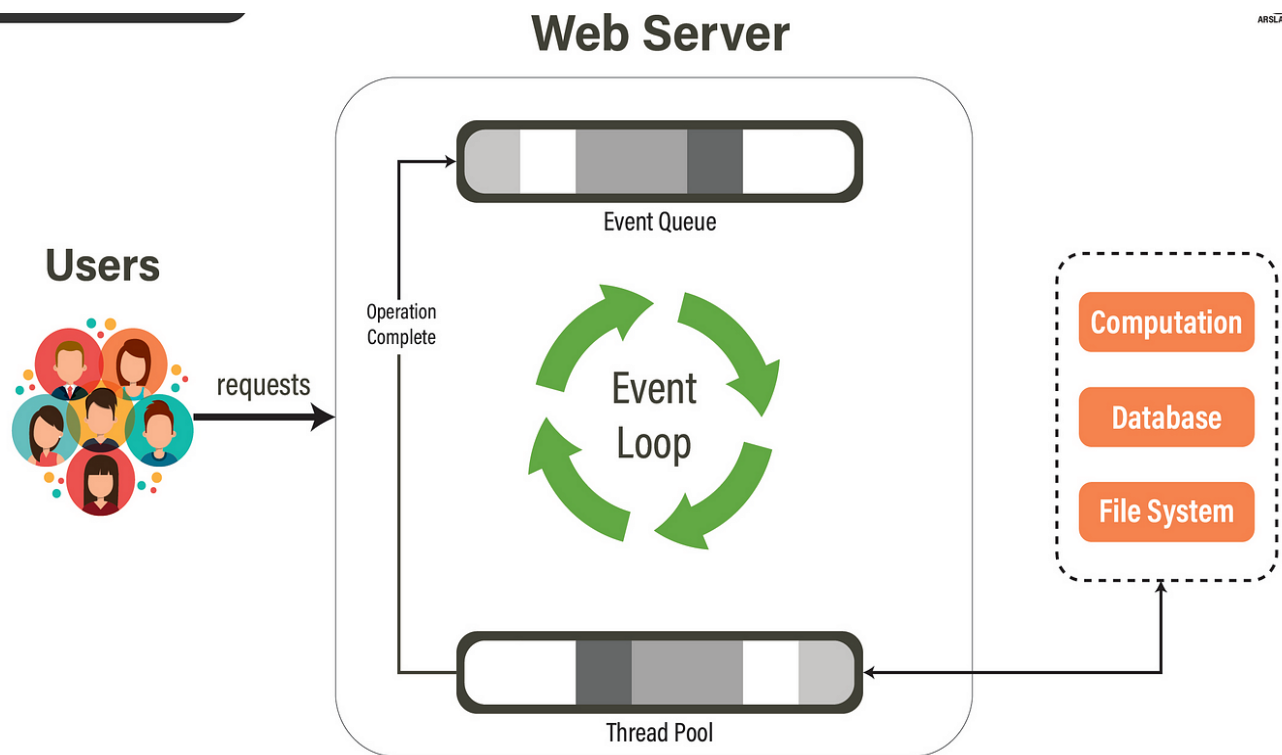 Web Server
Event Queue
Users
Operation
Complete
requests
Event
Loop
Computation
Database
File System
Thread Pool